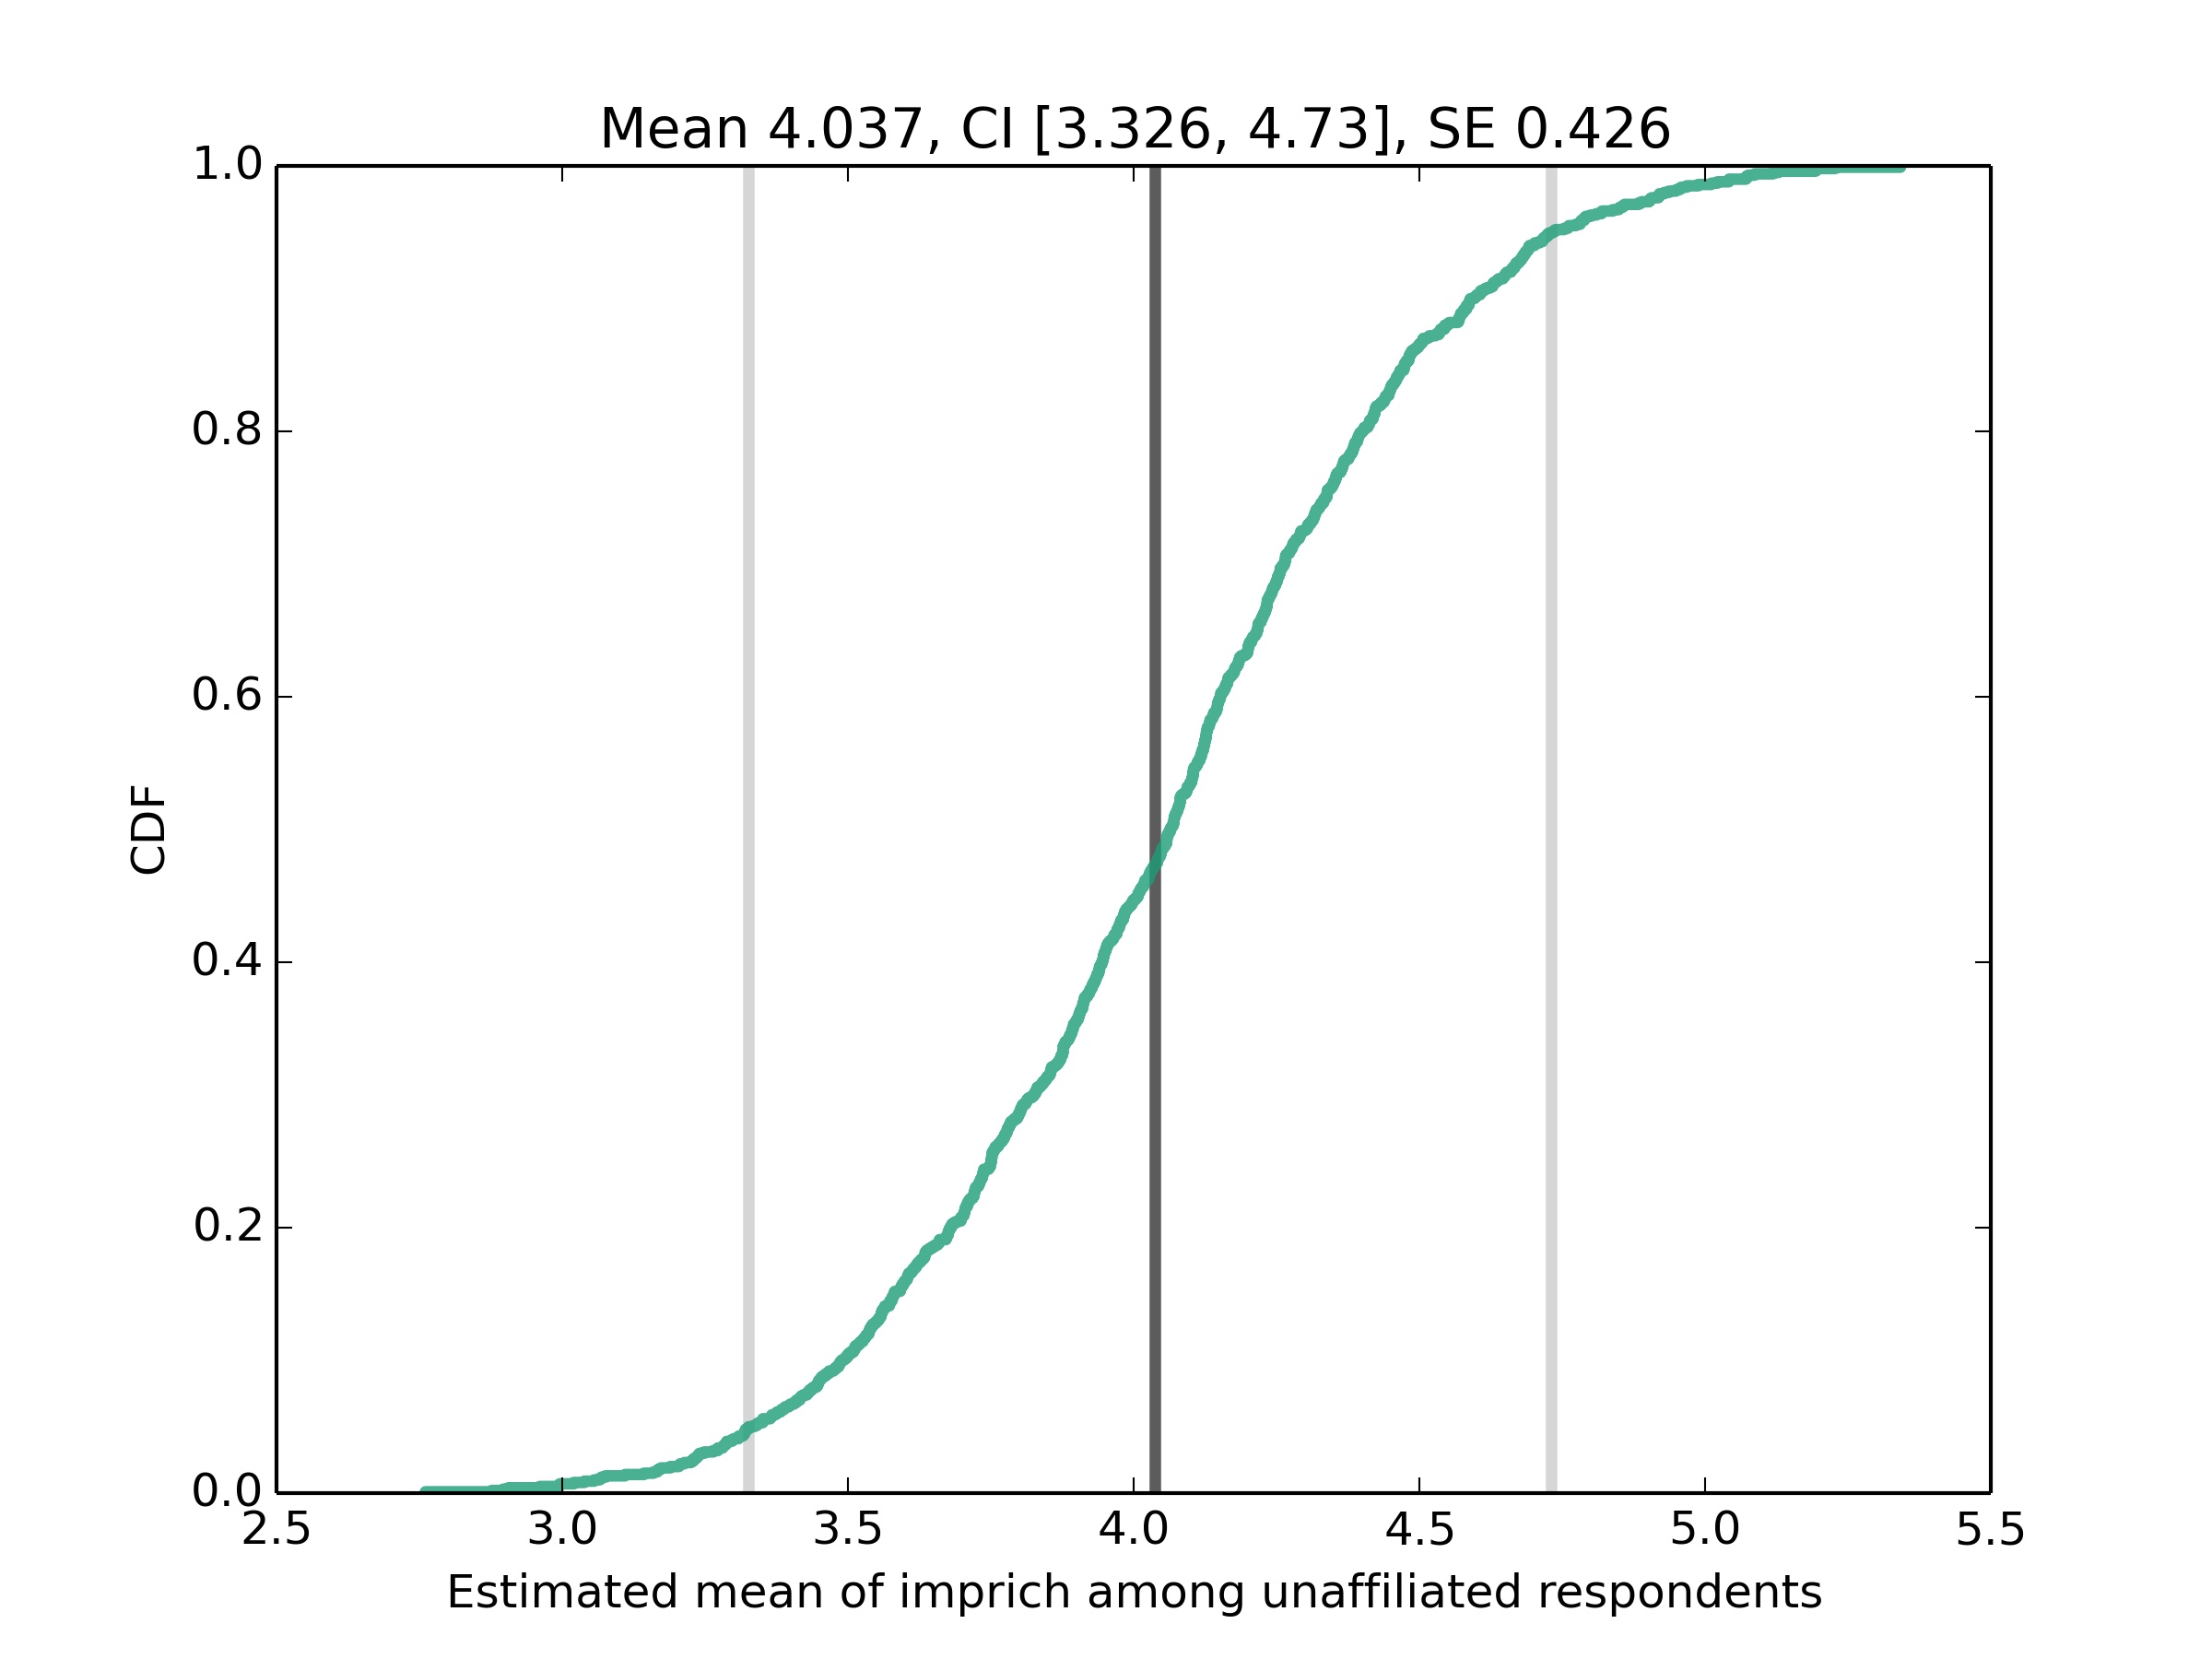 Mean 4.037, CI [3.326, 4.73], SE 0.426
1.0
0.8
0.6
0.4
0.2
0.0
CDF
2.5 3.0 3.5 4.0 4.5 5.0 5.5
Estimated mean of imprich among unaffiliated respondents